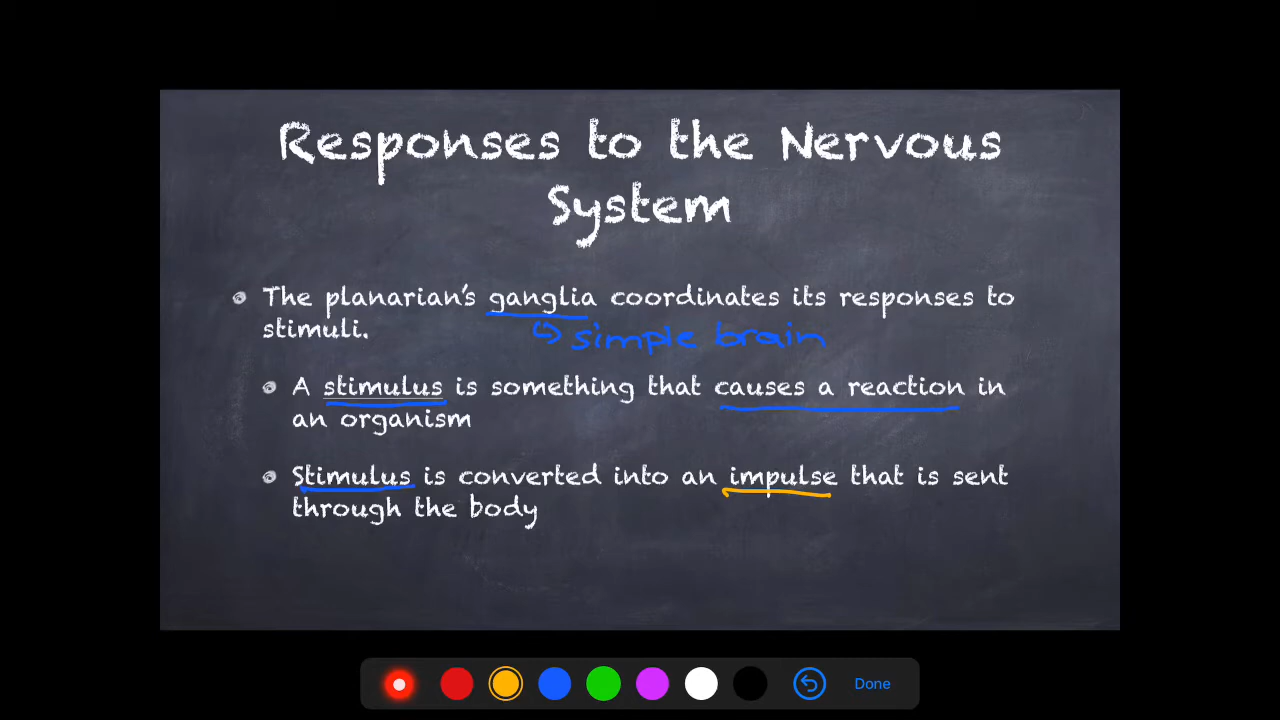 Responses to the Nervous
System
The planarian's ganglia coordinates its responses to
stimuli.
↳ simple brain
A stimulus is something that causes a reaction in
an organism
Stimulus is converted into an impulse that is sent
through the body
Done